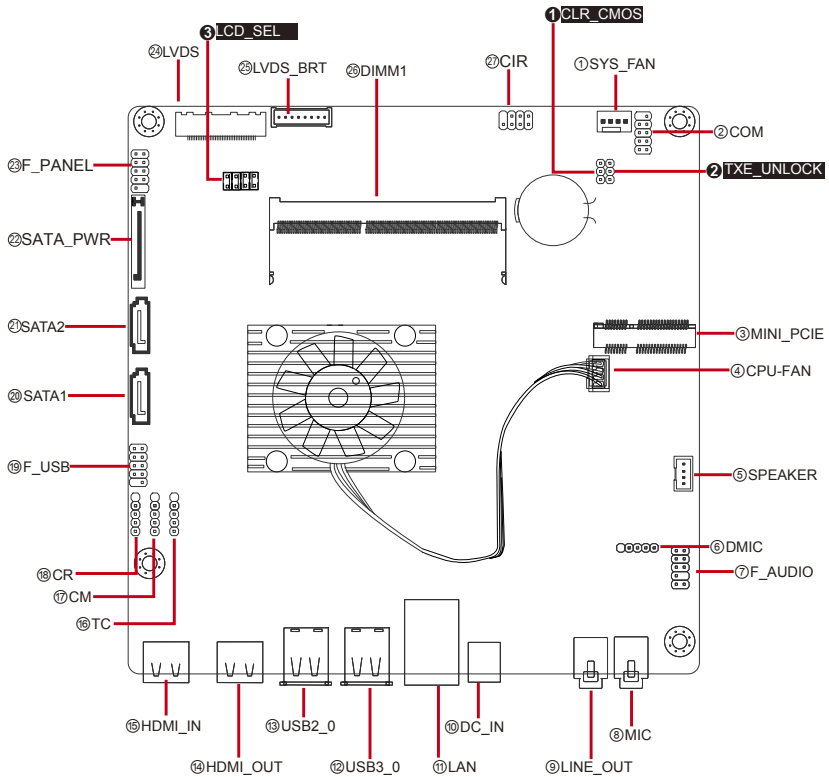 ❶CLR_CMOS
❸LCD_SEL
㉔LVDS
㉕LVDS_BRT
㉖DIMM1
㉗CIR
①SYS_FAN
②COM
㉓F_PANEL
❷TXE_UNLOCK
㉒SATA_PWR
㉑SATA2
③MINI_PCIE
④CPU-FAN
⑳SATA1
⑲F_USB
⑤SPEAKER
⑥DMIC
⑱CR
⑦F_AUDIO
⑰CM
⑯TC
⑮HDMI_IN
⑬USB2_0
⑩DC_IN
⑧MIC
⑭HDMI_OUT
⑫USB3_0
⑪LAN
⑨LINE_OUT